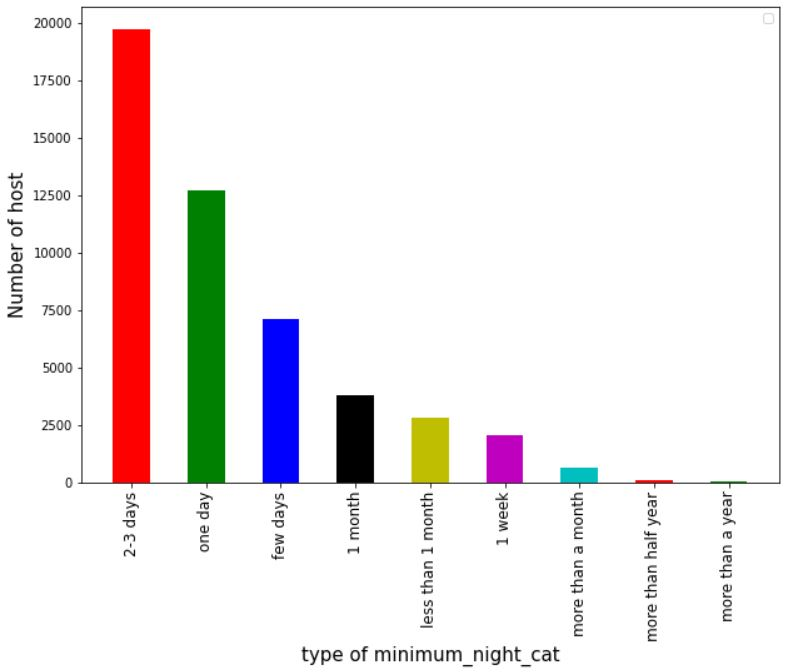 Number of host
20000
17500
15000
12500
10000
7500
5000
2500
0
2-3 days
one day
few days
1 month
less than 1 month
1 week
more than a month
more than half year
more than a year
type of minimum_night_cat